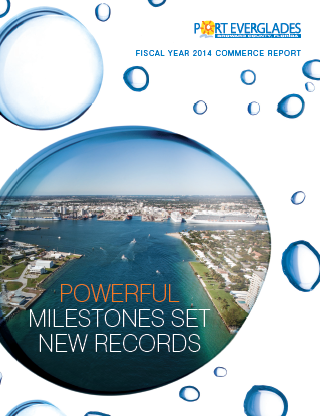 PORT EVERGLADES
BROWARD COUNTY, FLORIDA
FISCAL YEAR 2014 COMMERCE REPORT
POWERFUL
MILESTONES SET
NEW RECORDS